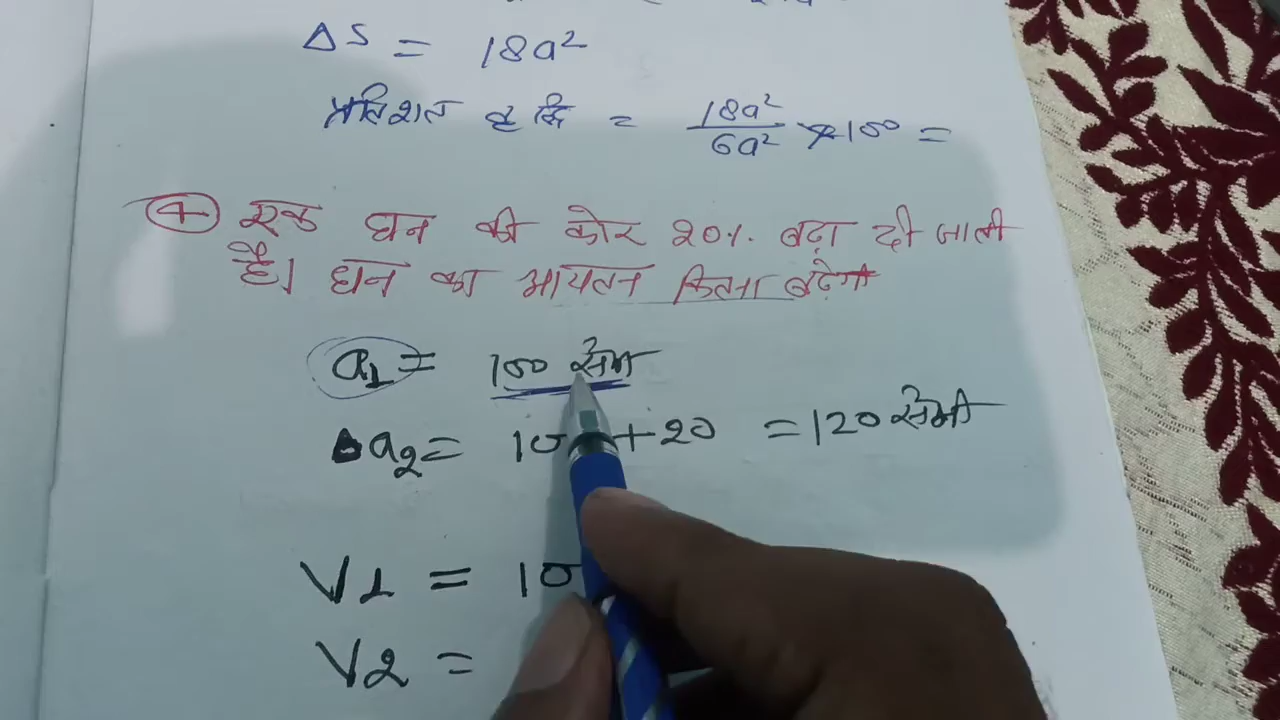 ΔS = 18a²
प्रतिशत वृद्धि = 18a²/6a² × 100 =
④ एक घन की कोर 20%. बढ़ा दी जाती
है। घन का आयतन कितना बढ़ेगा
a₁ = 100 सेमी
a₂ = 10 + 20 = 120 सेमी
V1 = 10
V2 =